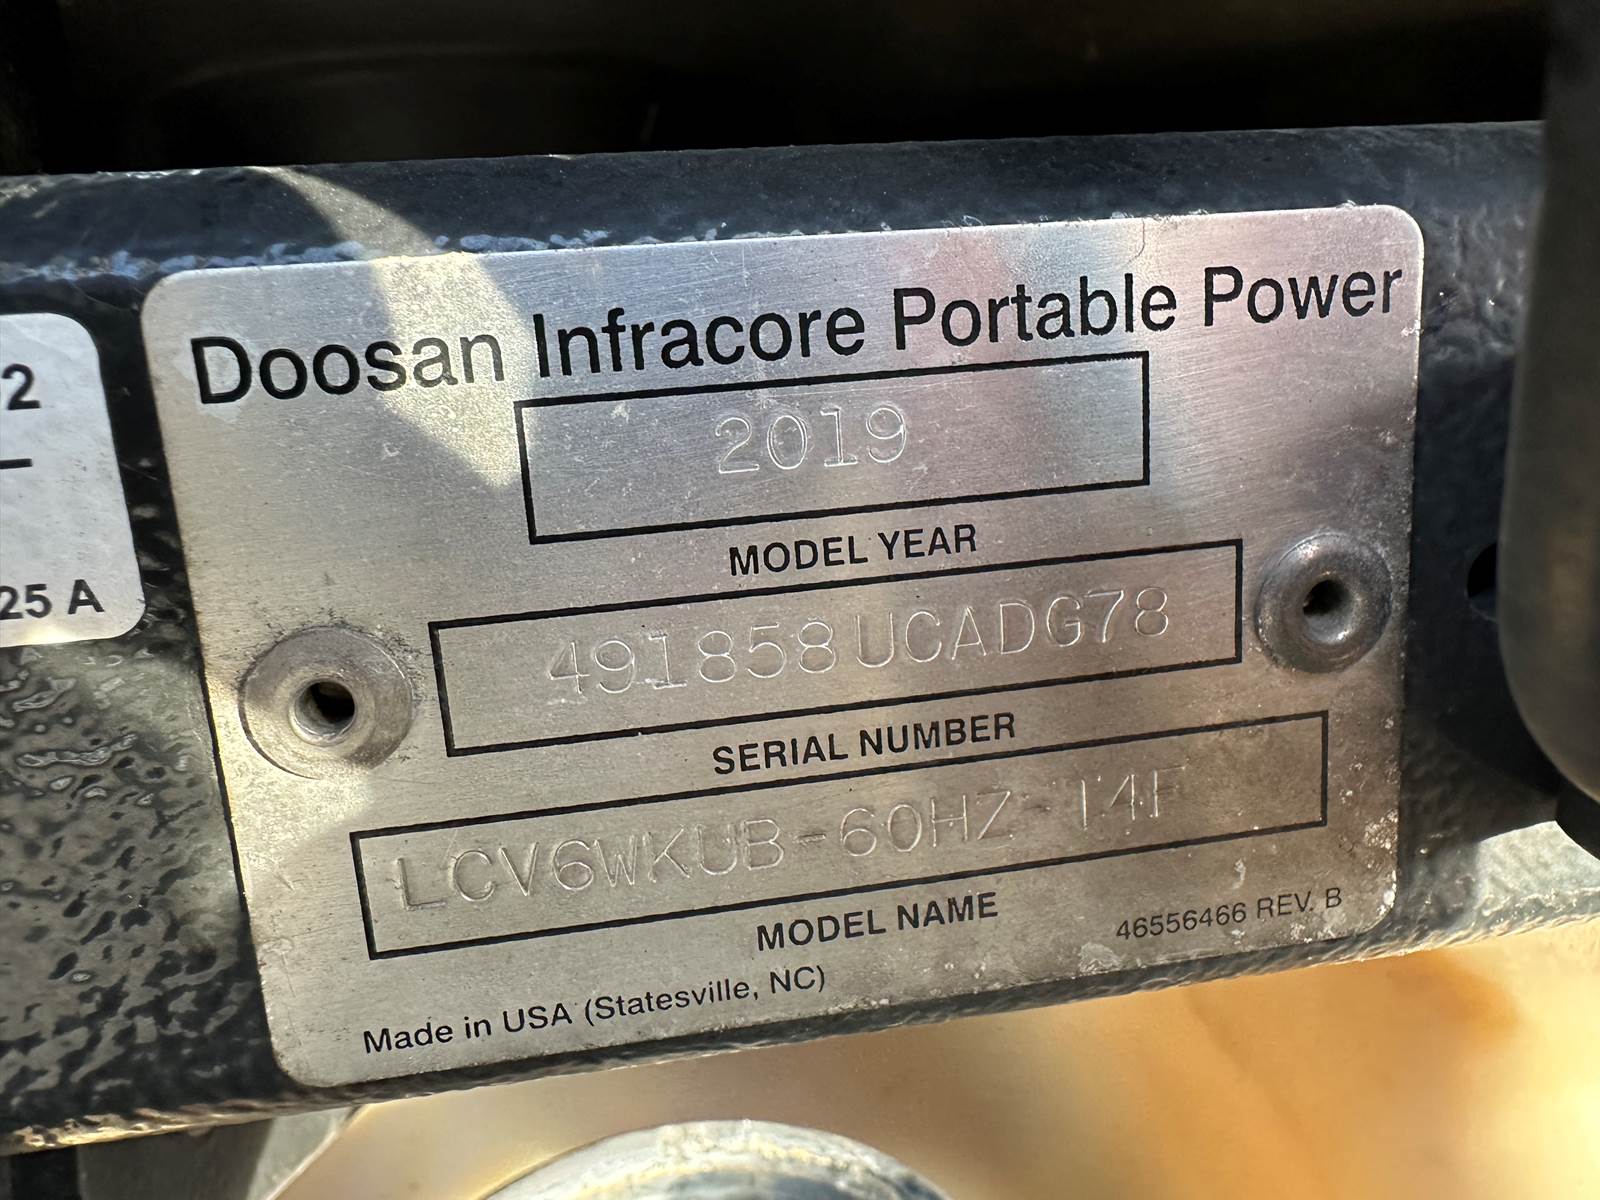 Doosan Infracore Portable Power
2019
MODEL YEAR
491858UCADG78
SERIAL NUMBER
LCV6WKUB-60HZ-T4F
MODEL NAME
46556466 REV. B
Made in USA (Statesville, NC)
2
25 A